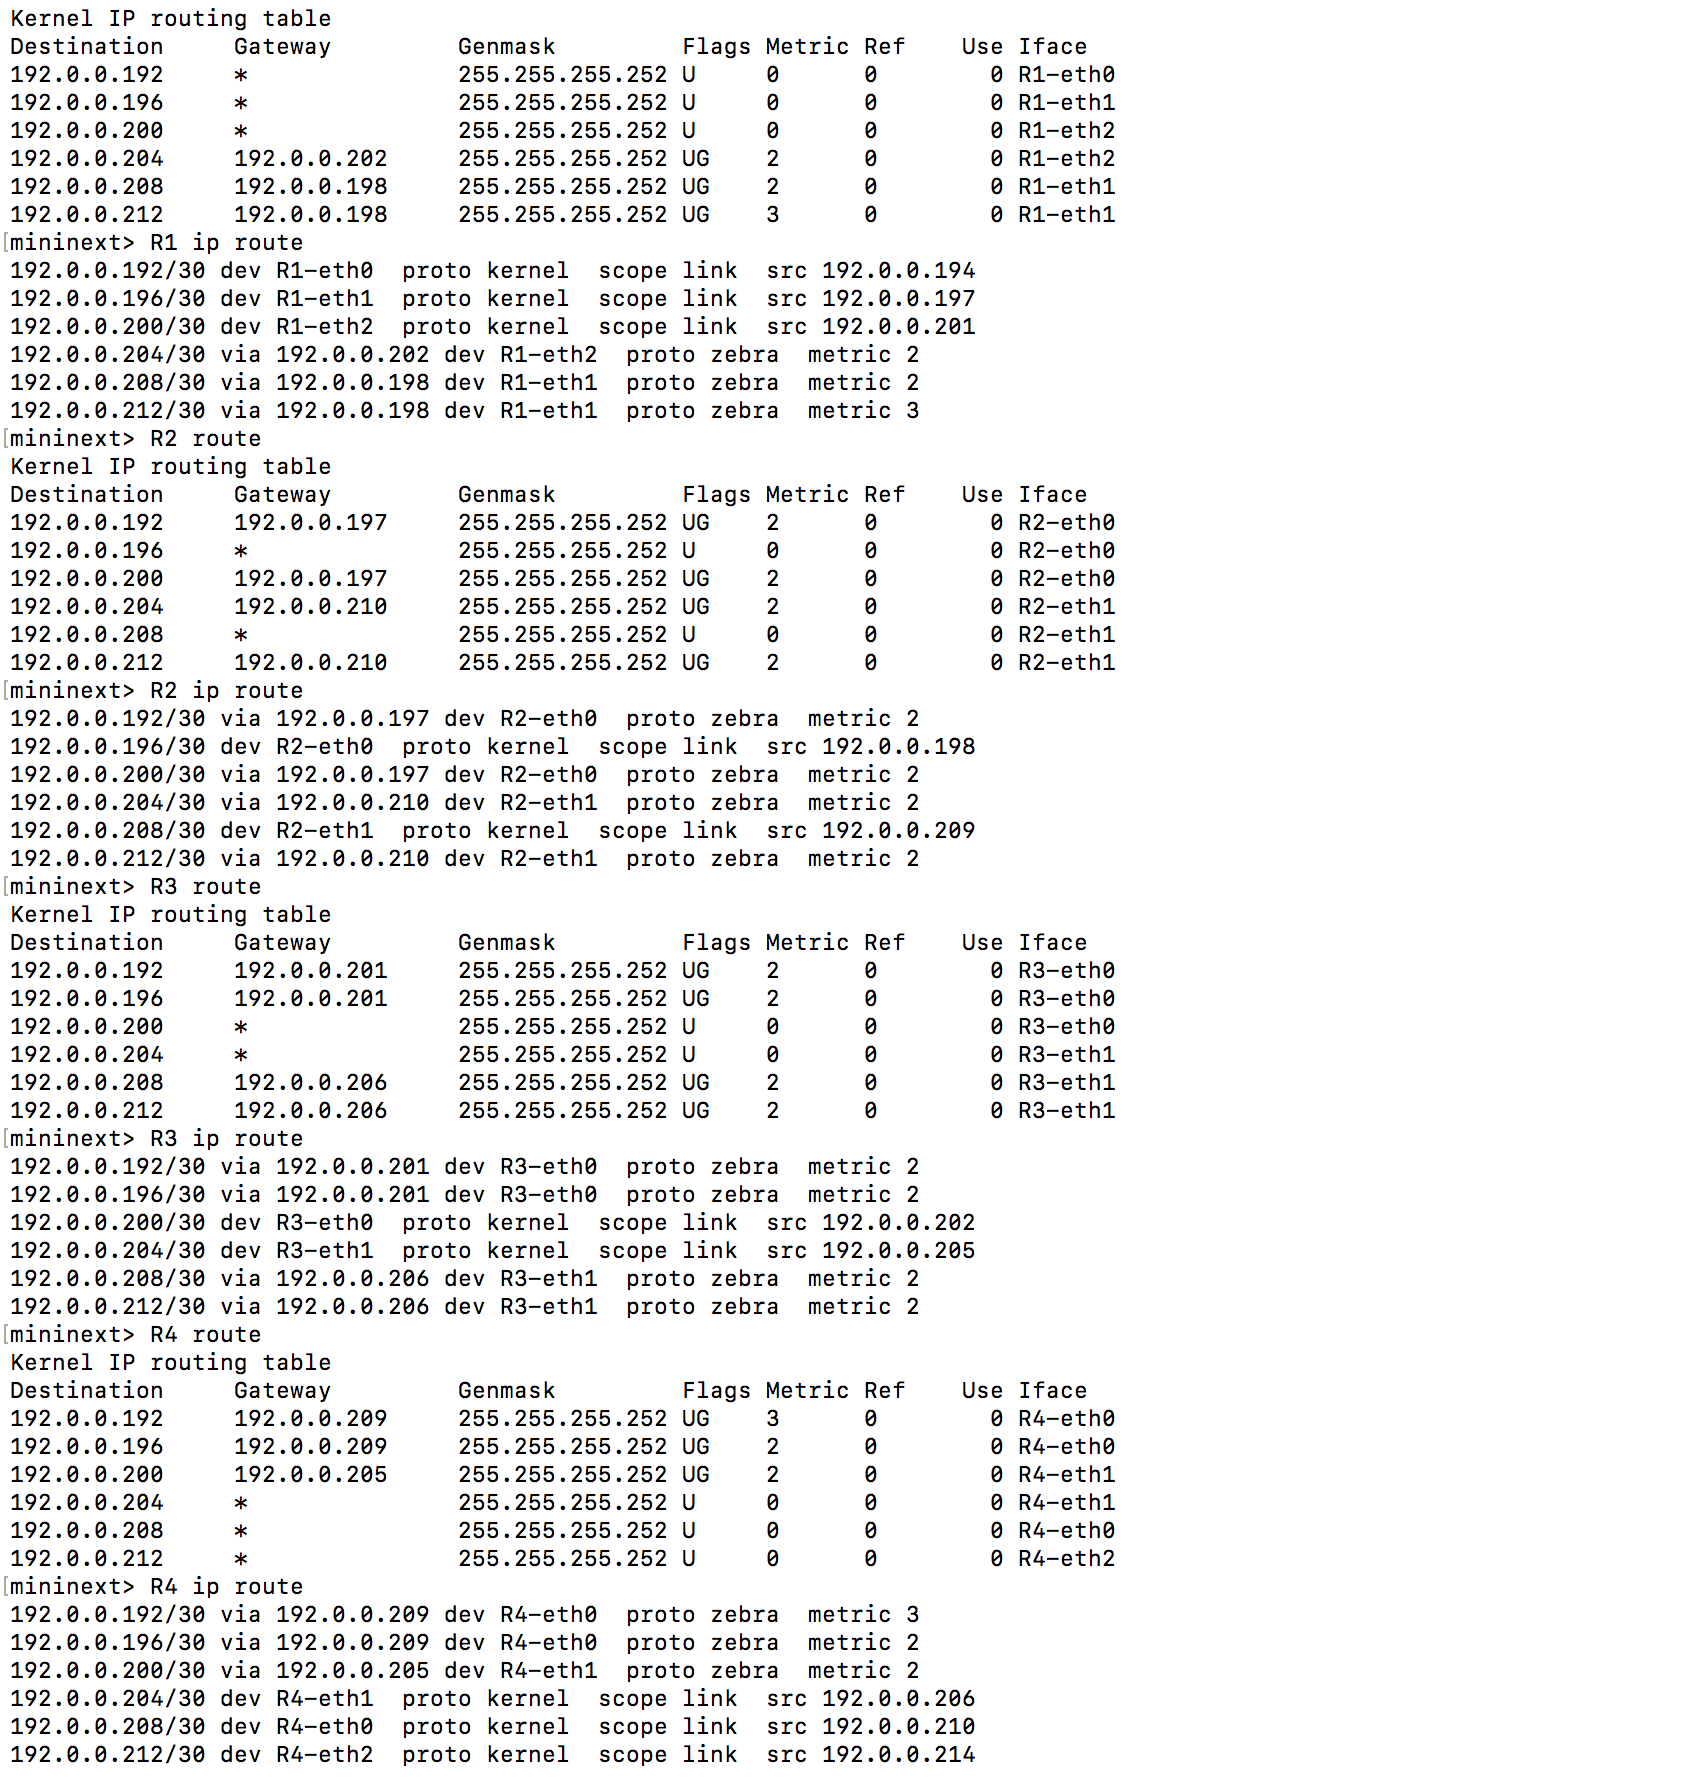 Kernel IP routing table
Destination     Gateway         Genmask         Flags Metric Ref    Use Iface
192.0.0.192     *               255.255.255.252 U     0      0        0 R1-eth0
192.0.0.196     *               255.255.255.252 U     0      0        0 R1-eth1
192.0.0.200     *               255.255.255.252 U     0      0        0 R1-eth2
192.0.0.204     192.0.0.202     255.255.255.252 UG    2      0        0 R1-eth2
192.0.0.208     192.0.0.198     255.255.255.252 UG    2      0        0 R1-eth1
192.0.0.212     192.0.0.198     255.255.255.252 UG    3      0        0 R1-eth1
[mininext> R1 ip route
192.0.0.192/30 dev R1-eth0  proto kernel  scope link  src 192.0.0.194
192.0.0.196/30 dev R1-eth1  proto kernel  scope link  src 192.0.0.197
192.0.0.200/30 dev R1-eth2  proto kernel  scope link  src 192.0.0.201
192.0.0.204/30 via 192.0.0.202 dev R1-eth2  proto zebra  metric 2
192.0.0.208/30 via 192.0.0.198 dev R1-eth1  proto zebra  metric 2
192.0.0.212/30 via 192.0.0.198 dev R1-eth1  proto zebra  metric 3
[mininext> R2 route
Kernel IP routing table
Destination     Gateway         Genmask         Flags Metric Ref    Use Iface
192.0.0.192     192.0.0.197     255.255.255.252 UG    2      0        0 R2-eth0
192.0.0.196     *               255.255.255.252 U     0      0        0 R2-eth0
192.0.0.200     192.0.0.197     255.255.255.252 UG    2      0        0 R2-eth0
192.0.0.204     192.0.0.210     255.255.255.252 UG    2      0        0 R2-eth1
192.0.0.208     *               255.255.255.252 U     0      0        0 R2-eth1
192.0.0.212     192.0.0.210     255.255.255.252 UG    2      0        0 R2-eth1
[mininext> R2 ip route
192.0.0.192/30 via 192.0.0.197 dev R2-eth0  proto zebra  metric 2
192.0.0.196/30 dev R2-eth0  proto kernel  scope link  src 192.0.0.198
192.0.0.200/30 via 192.0.0.197 dev R2-eth0  proto zebra  metric 2
192.0.0.204/30 via 192.0.0.210 dev R2-eth1  proto zebra  metric 2
192.0.0.208/30 dev R2-eth1  proto kernel  scope link  src 192.0.0.209
192.0.0.212/30 via 192.0.0.210 dev R2-eth1  proto zebra  metric 2
[mininext> R3 route
Kernel IP routing table
Destination     Gateway         Genmask         Flags Metric Ref    Use Iface
192.0.0.192     192.0.0.201     255.255.255.252 UG    2      0        0 R3-eth0
192.0.0.196     192.0.0.201     255.255.255.252 UG    2      0        0 R3-eth0
192.0.0.200     *               255.255.255.252 U     0      0        0 R3-eth0
192.0.0.204     *               255.255.255.252 U     0      0        0 R3-eth1
192.0.0.208     192.0.0.206     255.255.255.252 UG    2      0        0 R3-eth1
192.0.0.212     192.0.0.206     255.255.255.252 UG    2      0        0 R3-eth1
[mininext> R3 ip route
192.0.0.192/30 via 192.0.0.201 dev R3-eth0  proto zebra  metric 2
192.0.0.196/30 via 192.0.0.201 dev R3-eth0  proto zebra  metric 2
192.0.0.200/30 dev R3-eth0  proto kernel  scope link  src 192.0.0.202
192.0.0.204/30 dev R3-eth1  proto kernel  scope link  src 192.0.0.205
192.0.0.208/30 via 192.0.0.206 dev R3-eth1  proto zebra  metric 2
192.0.0.212/30 via 192.0.0.206 dev R3-eth1  proto zebra  metric 2
[mininext> R4 route
Kernel IP routing table
Destination     Gateway         Genmask         Flags Metric Ref    Use Iface
192.0.0.192     192.0.0.209     255.255.255.252 UG    3      0        0 R4-eth0
192.0.0.196     192.0.0.209     255.255.255.252 UG    2      0        0 R4-eth0
192.0.0.200     192.0.0.205     255.255.255.252 UG    2      0        0 R4-eth1
192.0.0.204     *               255.255.255.252 U     0      0        0 R4-eth1
192.0.0.208     *               255.255.255.252 U     0      0        0 R4-eth0
192.0.0.212     *               255.255.255.252 U     0      0        0 R4-eth2
[mininext> R4 ip route
192.0.0.192/30 via 192.0.0.209 dev R4-eth0  proto zebra  metric 3
192.0.0.196/30 via 192.0.0.209 dev R4-eth0  proto zebra  metric 2
192.0.0.200/30 via 192.0.0.205 dev R4-eth1  proto zebra  metric 2
192.0.0.204/30 dev R4-eth1  proto kernel  scope link  src 192.0.0.206
192.0.0.208/30 dev R4-eth0  proto kernel  scope link  src 192.0.0.210
192.0.0.212/30 dev R4-eth2  proto kernel  scope link  src 192.0.0.214